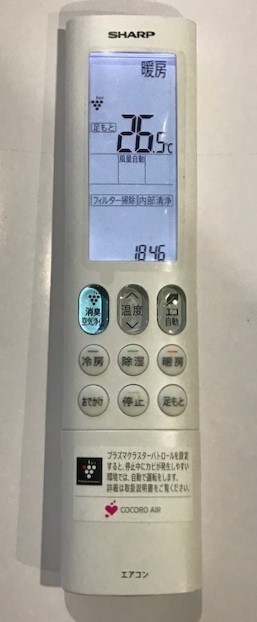 SHARP
暖房
足もと
26.5℃
風量自動
フィルター掃除 内部清浄
18:46
消臭
空気浄化
温度
エコ
自動
冷房
除湿
暖房
おでかけ
停止
足もと
プラズマクラスターパトロールを設定
すると、停止中にカビが発生しやすい
環境では、自動で運転をします。
詳細は取扱説明書をご覧ください。
COCORO AIR
エアコン